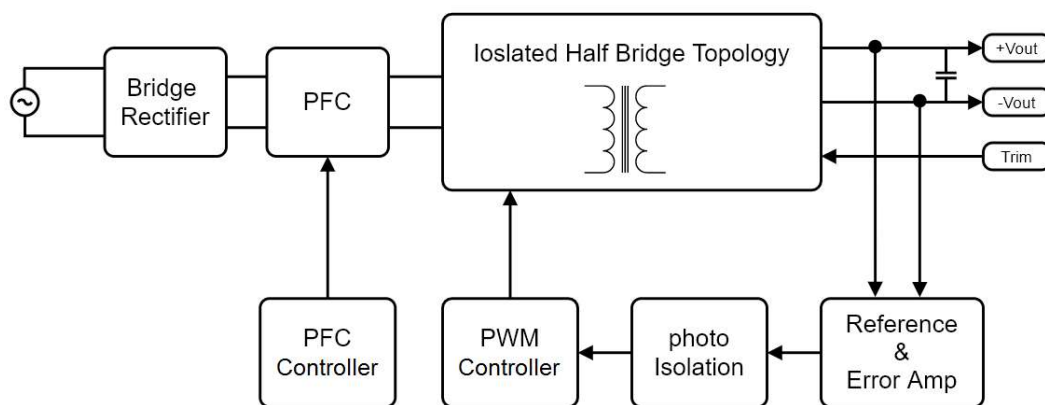 Bridge
Rectifier
PFC
Ioslated Half Bridge Topology
+Vout
-Vout
Trim
PFC
Controller
PWM
Controller
photo
Isolation
Reference
&
Error Amp